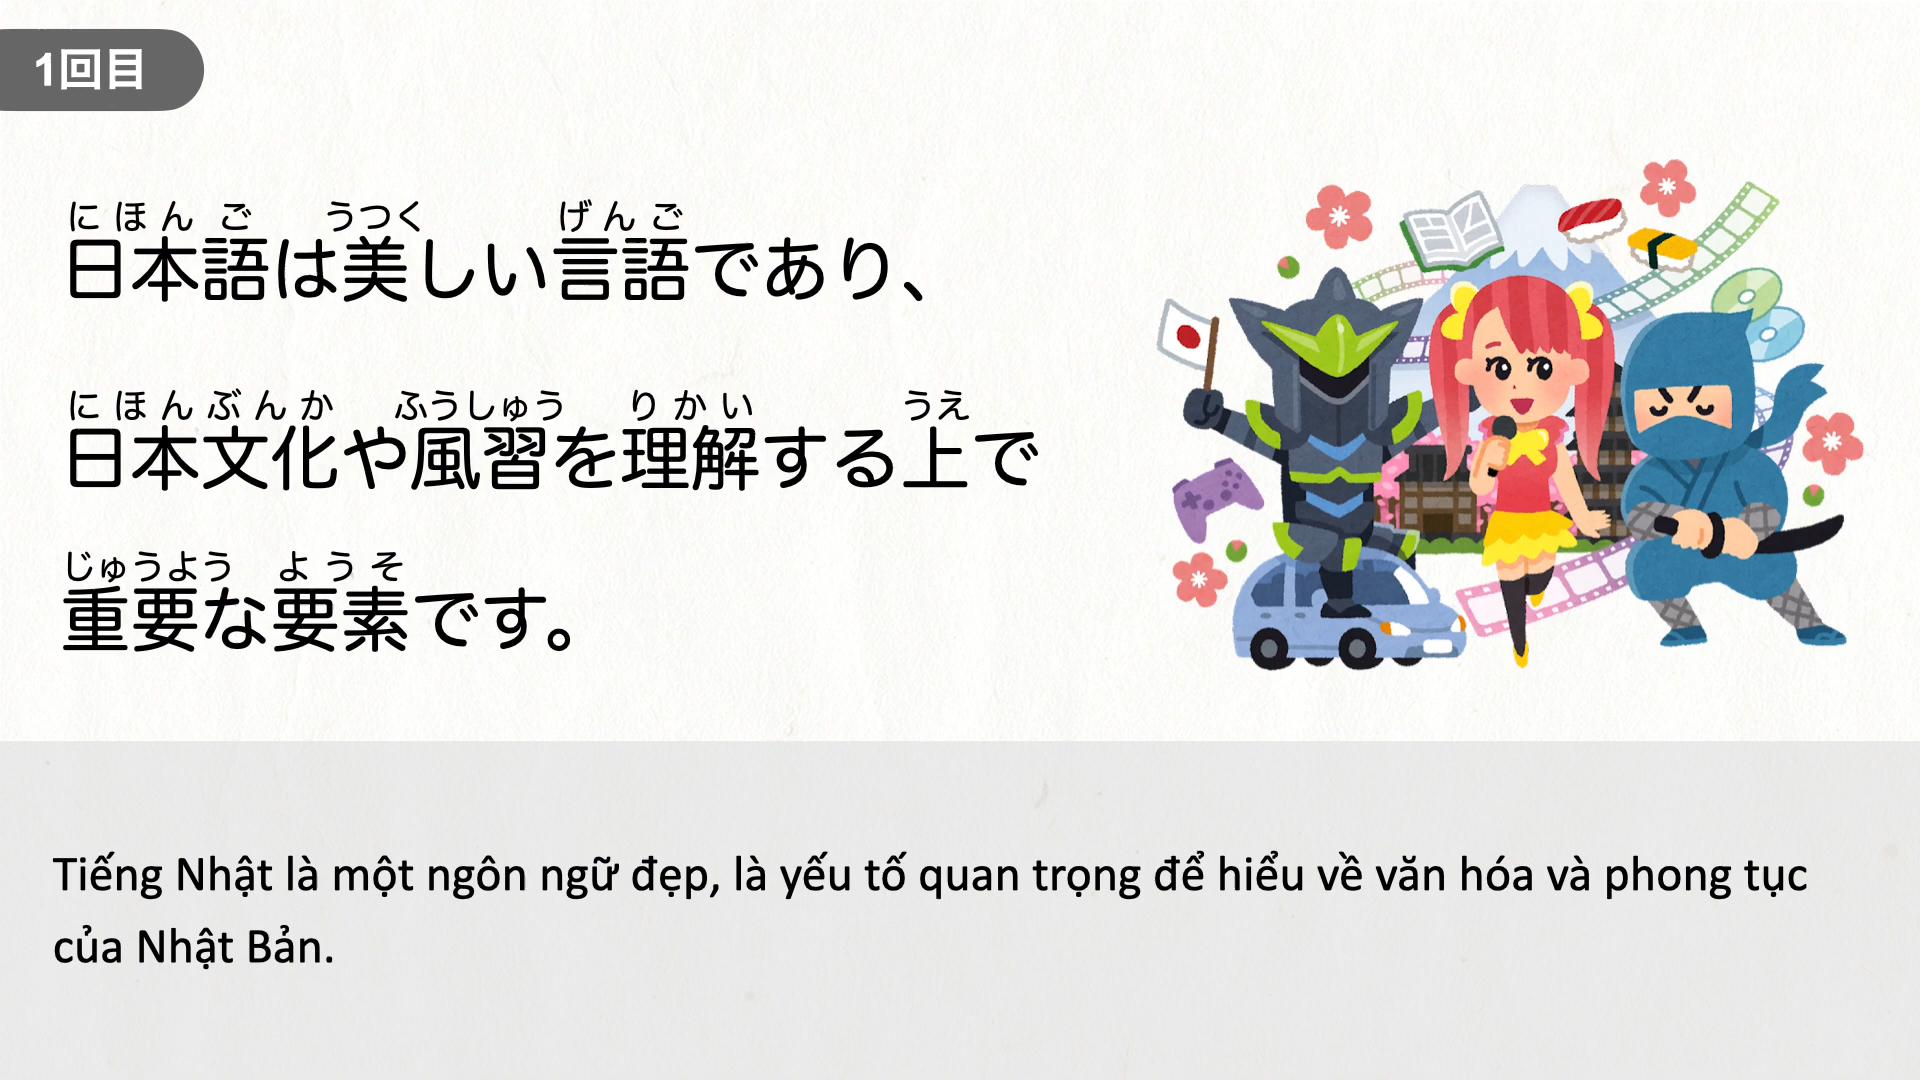 1回目
にほんご うつく げんご
日本語は美しい言語であり、
にほんぶんか ふうしゅう りかい うえ
日本文化や風習を理解する上で
じゅうよう ようそ
重要な要素です。
Tiếng Nhật là một ngôn ngữ đẹp, là yếu tố quan trọng để hiểu về văn hóa và phong tục
của Nhật Bản.